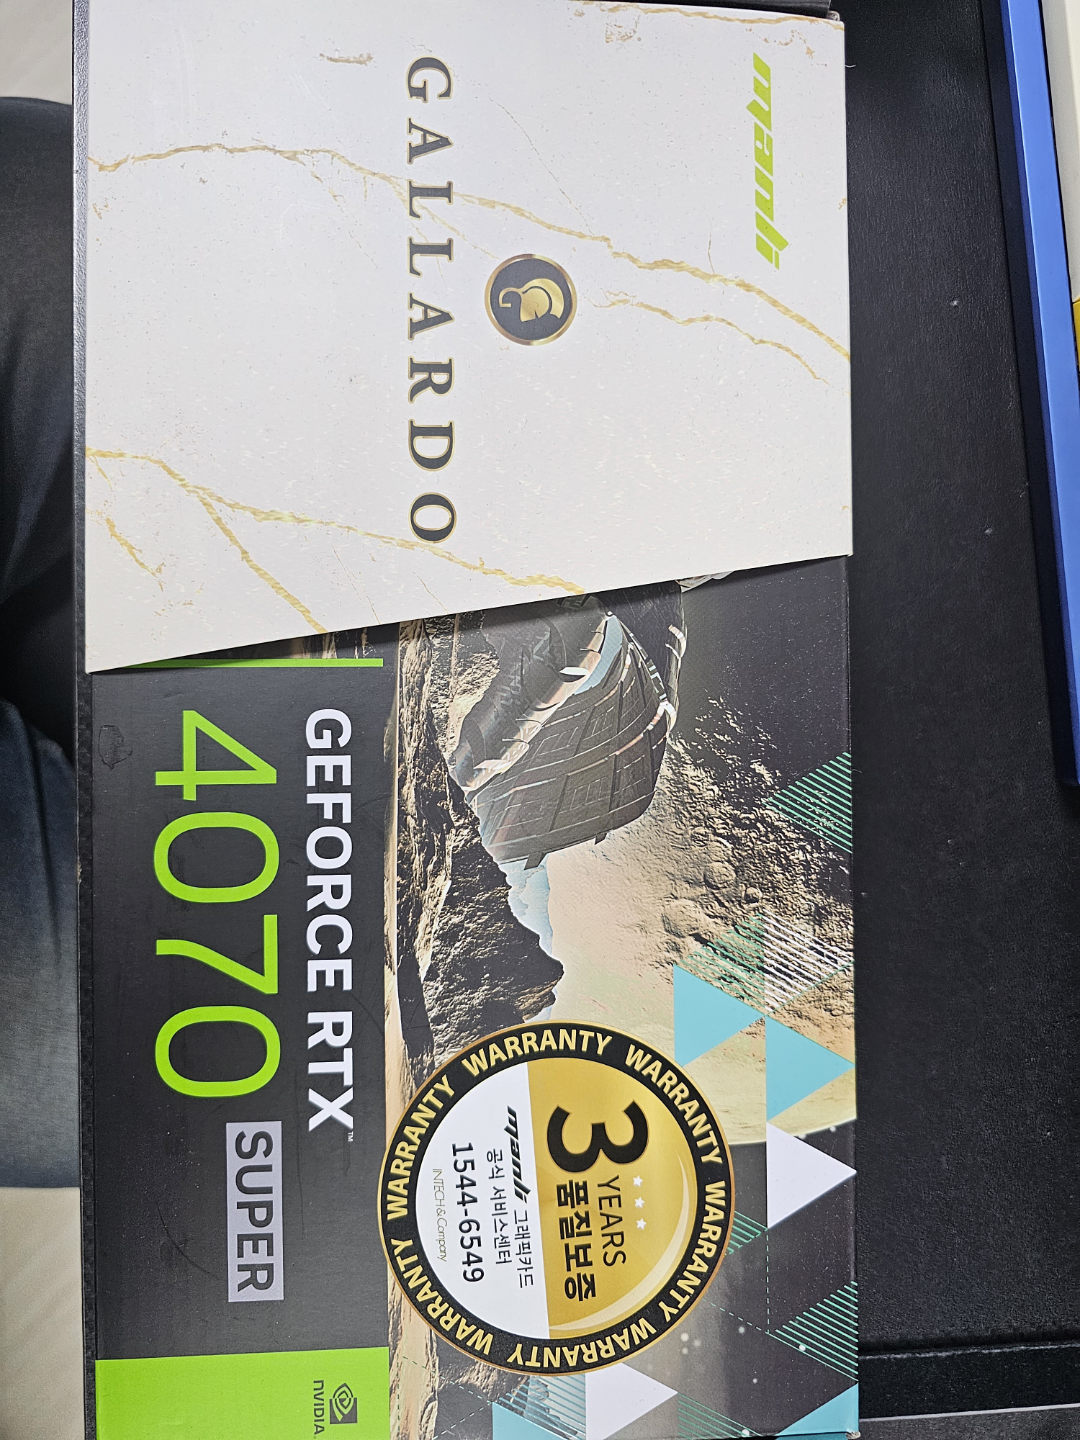 manli
G
GALLARDO
GEFORCE RTX™
4070
SUPER
WARRANTY WARRANTY WARRANTY WARRANTY WARRANTY WARRANTY WARRANTY WARRANTY
3 YEARS
품질보증
manli 그래픽카드
공식 서비스센터
1544-6549
INTECH & Company
NVIDIA